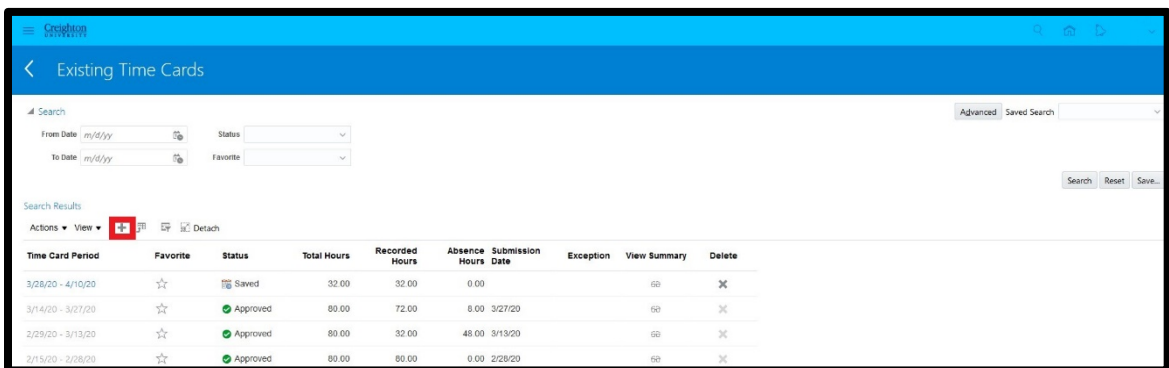 Creighton
UNIVERSITY
Existing Time Cards
Search
Advanced Saved Search
From Date m/d/yy Status
To Date m/d/yy Favorite
Search Reset Save...
Search Results
Actions View Detach
Time Card Period Favorite Status Total Hours Recorded Hours Absence Hours Submission Date Exception View Summary Delete
3/28/20 - 4/10/20 Saved 32.00 32.00 0.00
3/14/20 - 3/27/20 Approved 80.00 72.00 8.00 3/27/20
2/29/20 - 3/13/20 Approved 80.00 32.00 48.00 3/13/20
2/15/20 - 2/28/20 Approved 80.00 80.00 0.00 2/28/20